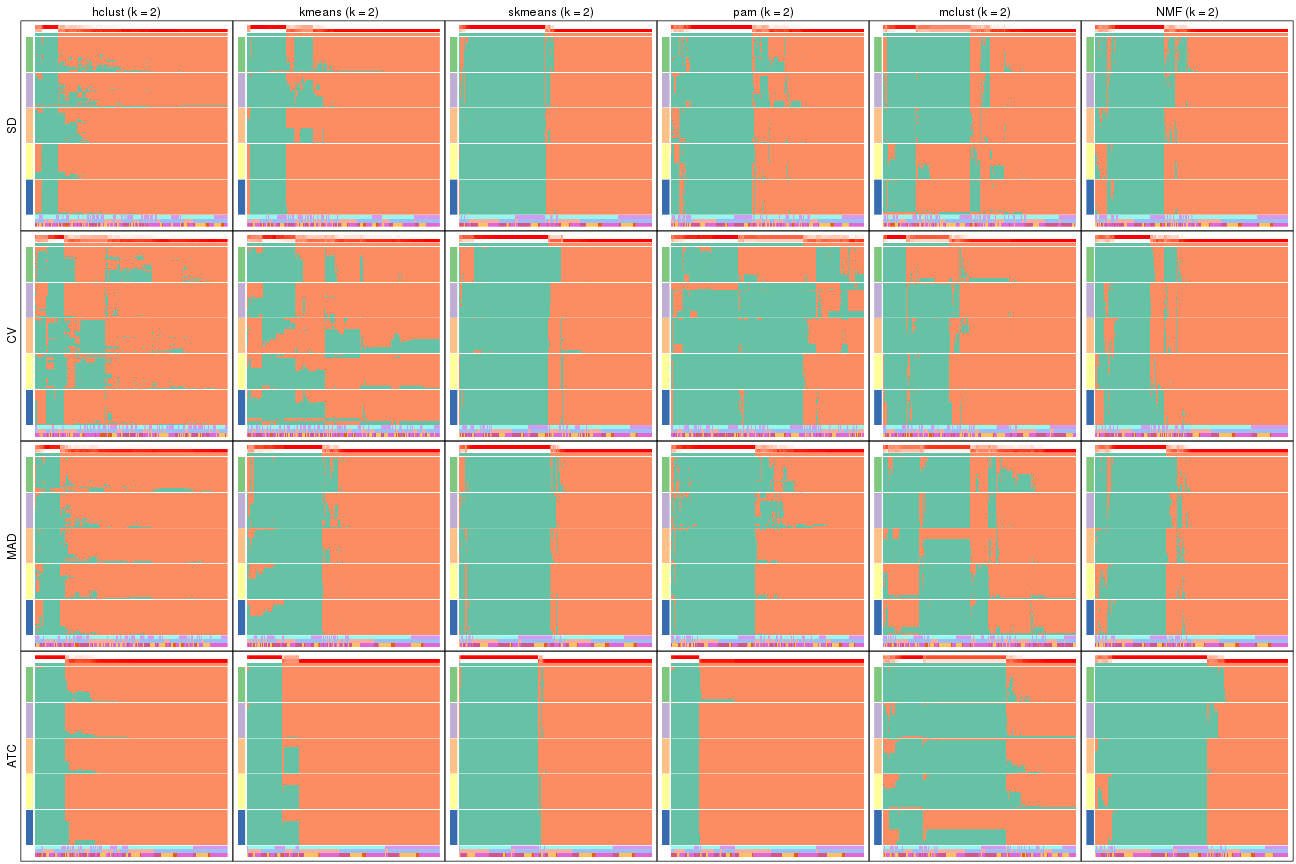 hclust (k = 2) kmeans (k = 2) skmeans (k = 2) pam (k = 2) mclust (k = 2) NMF (k = 2)
SD
CV
MAD
ATC